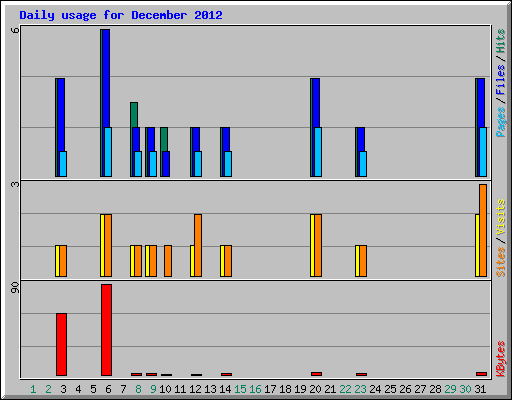 Daily usage for December 2012
6
Pages / Files / Hits
3
Sites / Visits
90
KBytes
1 2 3 4 5 6 7 8 9 10 11 12 13 14 15 16 17 18 19 20 21 22 23 24 25 26 27 28 29 30 31